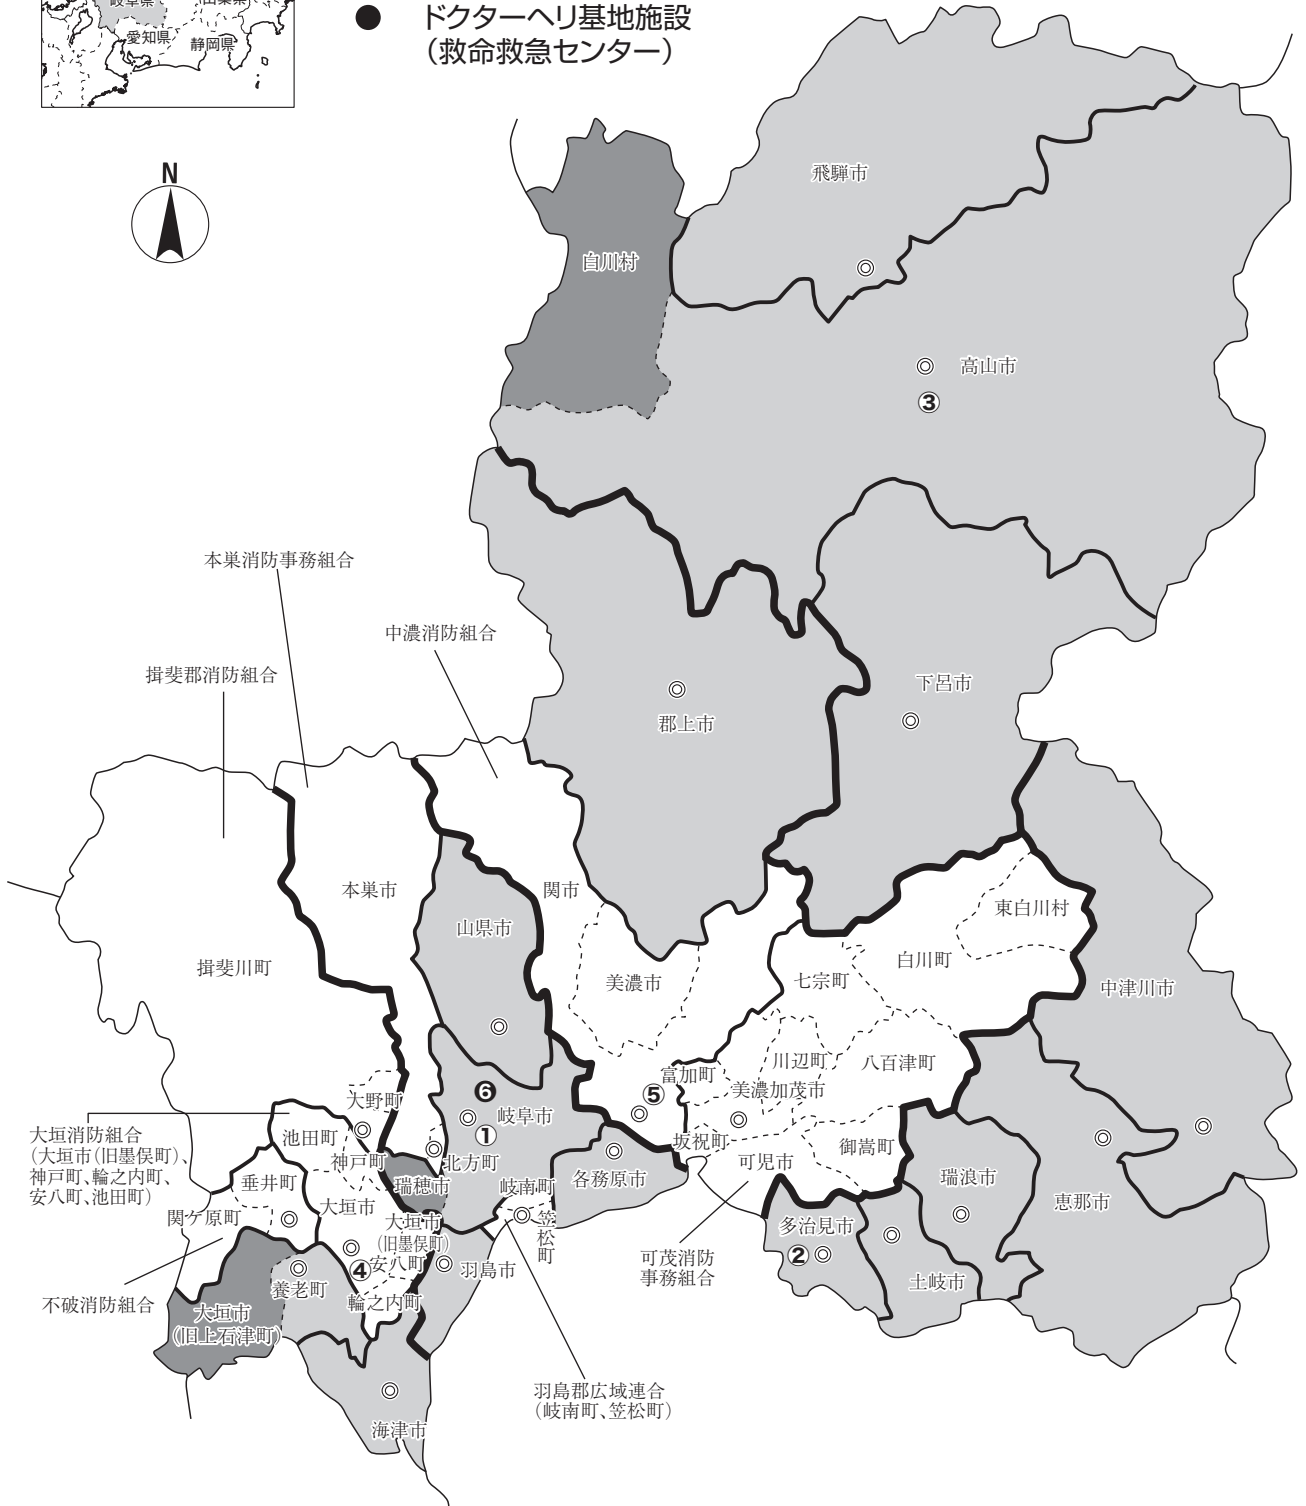 岐阜県
山梨県
愛知県
静岡県
● ドクターヘリ基地施設
（救命救急センター）
N
飛騨市
白川村
高山市
③
本巣消防事務組合
中濃消防組合
揖斐郡消防組合
下呂市
郡上市
本巣市
関市
山県市
東白川村
揖斐川町
美濃市
七宗町
白川町
中津川市
川辺町
八百津町
富加町
美濃加茂市
⑤
❻
大野町
岐阜市
①
大垣消防組合
（大垣市（旧墨俣町）、
神戸町、輪之内町、
安八町、池田町）
池田町
神戸町
北方町
坂祝町
可児市
御嵩町
垂井町
瑞穂市
岐南町
各務原市
瑞浪市
恵那市
関ケ原町
大垣市
大垣市
（旧墨俣町）
笠松町
多治見市
②
④
安八町
羽島市
可茂消防
事務組合
土岐市
養老町
不破消防組合
輪之内町
大垣市
（旧上石津町）
羽島郡広域連合
（岐南町、笠松町）
海津市